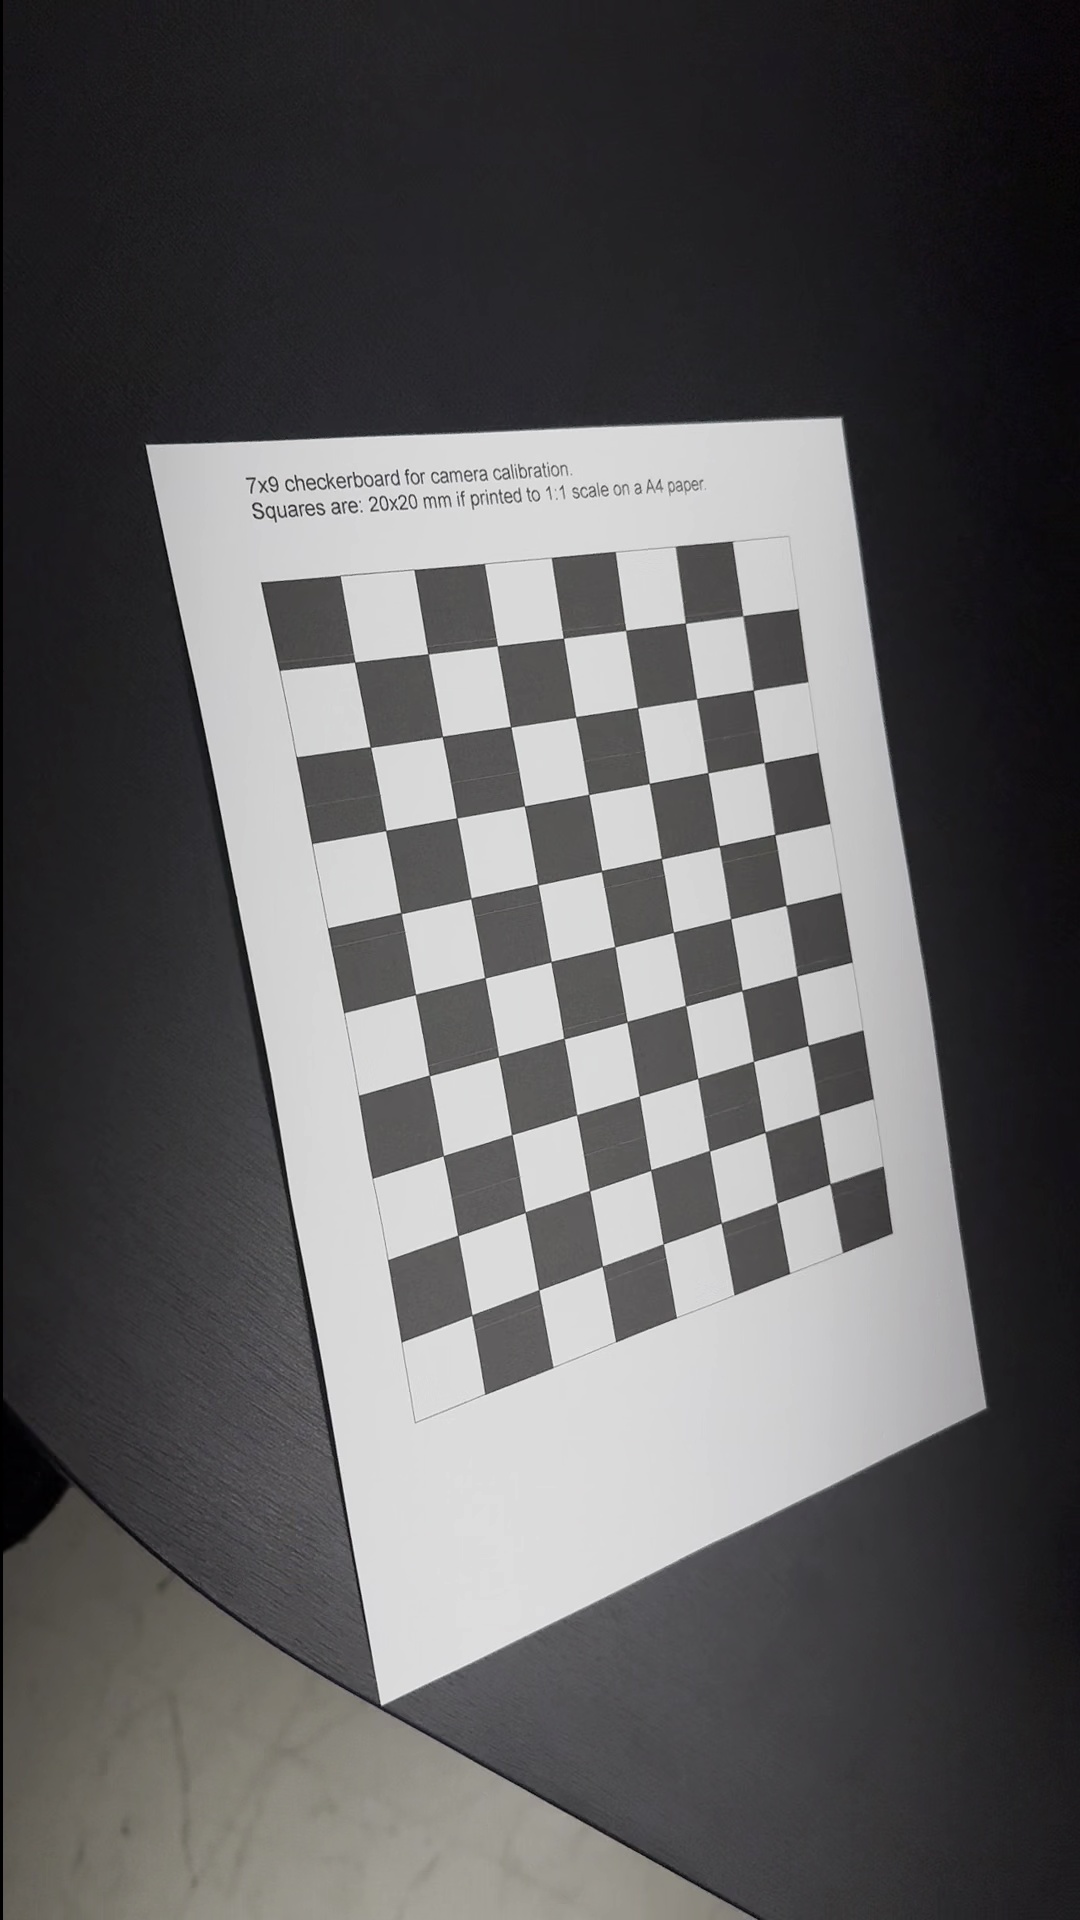 7x9 checkerboard for camera calibration.
Squares are: 20x20 mm if printed to 1:1 scale on a A4 paper.